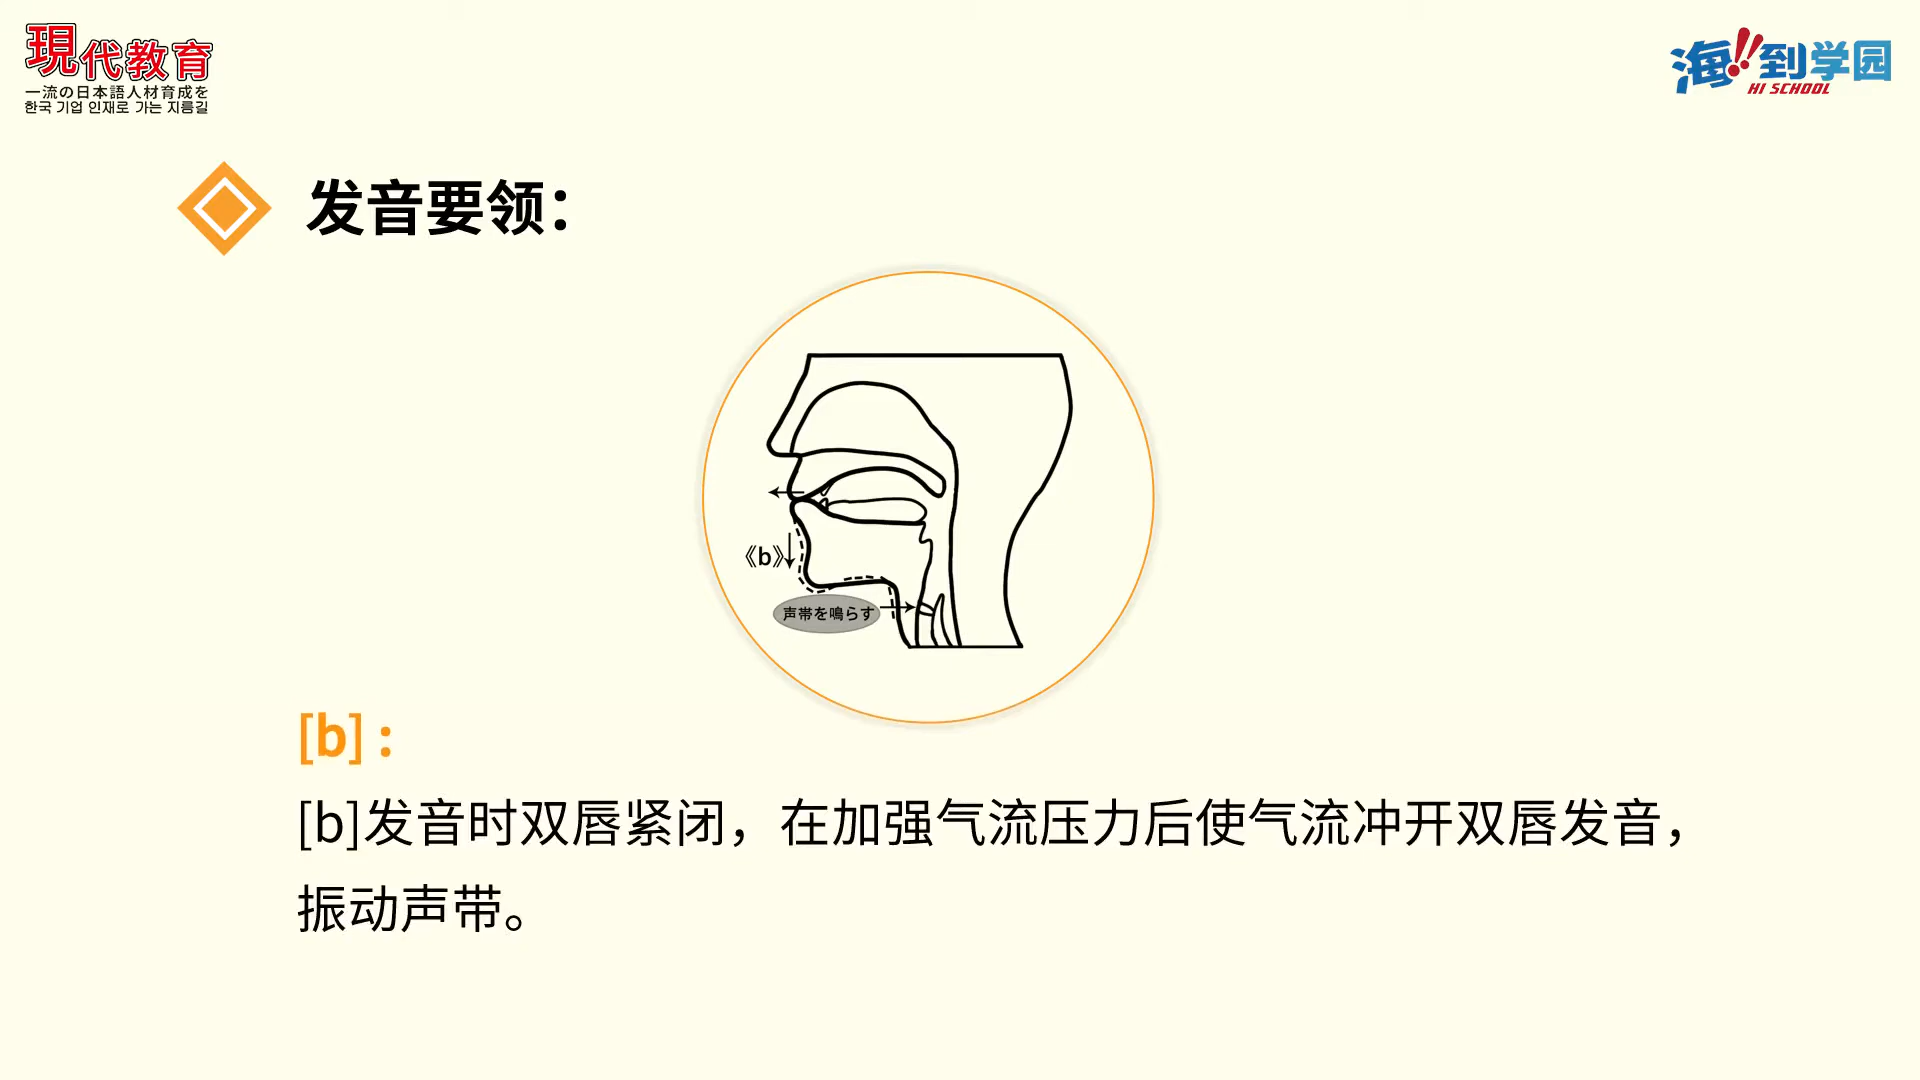 現代教育
一流の日本語人材育成を
한국 기업 인재로 가는 지름길
海!!到学园
HI SCHOOL
发音要领：
《b》
声帯を鳴らす
[b]：
[b]发音时双唇紧闭，在加强气流压力后使气流冲开双唇发音，
振动声带。